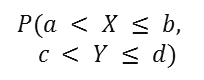 P(a < X ≤ b,
c < Y ≤ d)